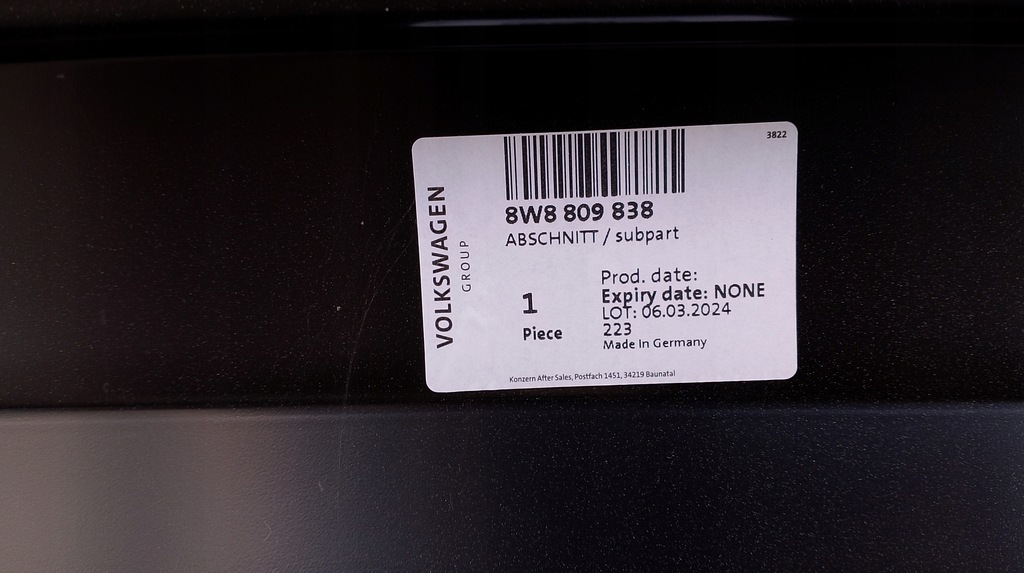 3822
VOLKSWAGEN
GROUP
8W8 809 838
ABSCHNITT / subpart
1
Piece
Prod. date:
Expiry date: NONE
LOT: 06.03.2024
223
Made In Germany
Konzern After Sales, Postfach 1451, 34219 Baunatal